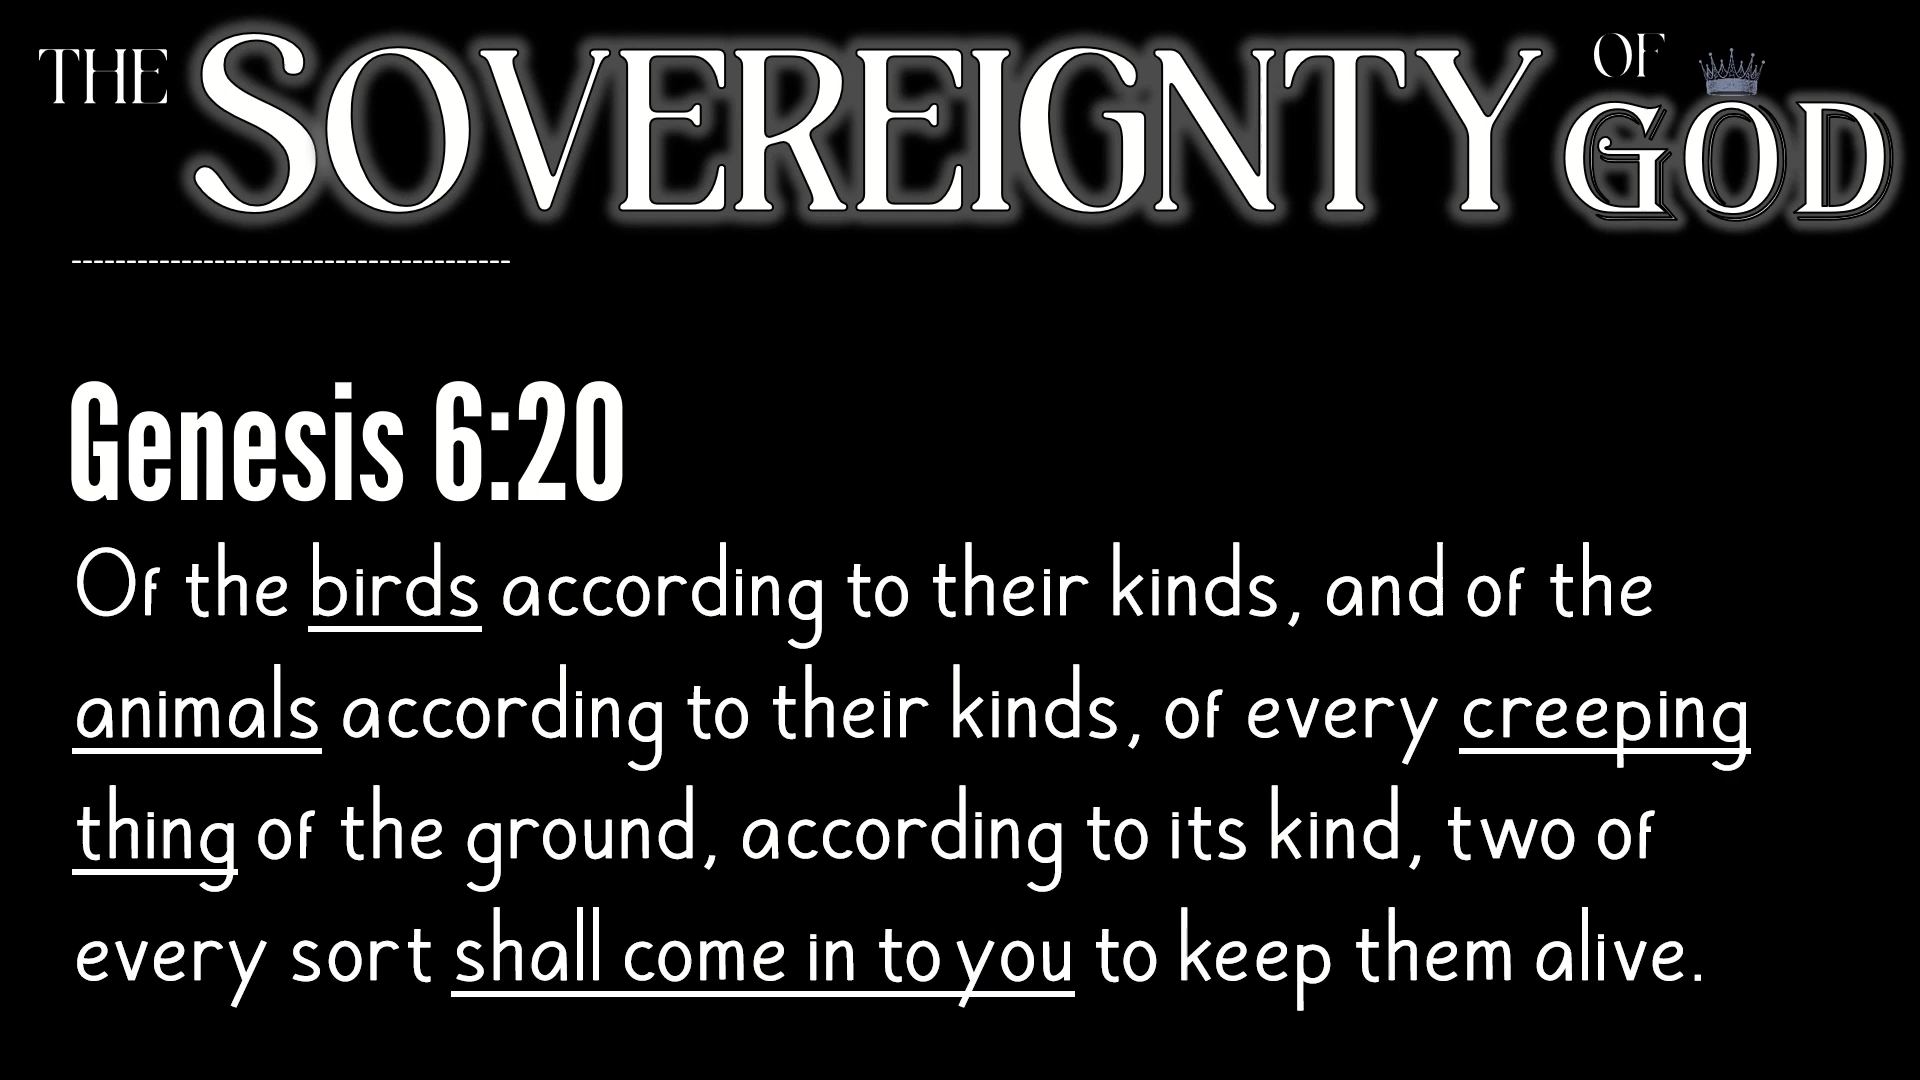 THE SOVEREIGNTY OF GOD
---------------------------------------
Genesis 6:20
Of the birds according to their kinds, and of the
animals according to their kinds, of every creeping
thing of the ground, according to its kind, two of
every sort shall come in to you to keep them alive.